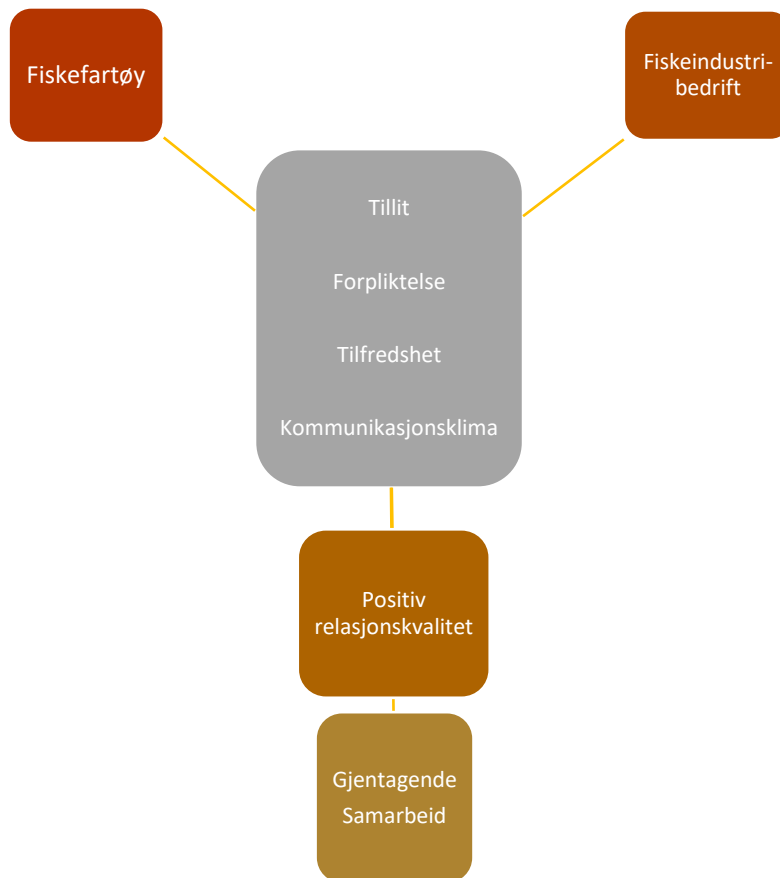 Fiskefartøy
Fiskeindustri-
bedrift
Tillit
Forpliktelse
Tilfredshet
Kommunikasjonsklima
Positiv
relasjonskvalitet
Gjentagende
Samarbeid